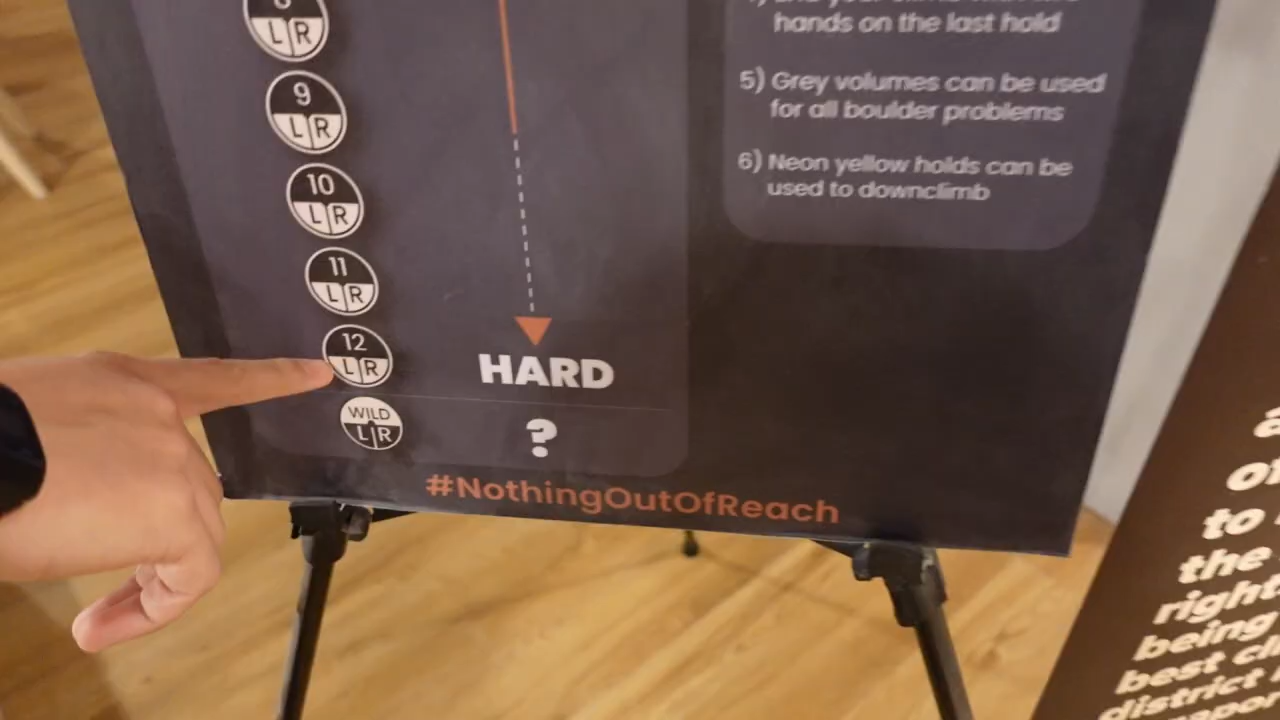 L R
9
L R
10
L R
11
L R
12
L R
WILD
L R
HARD
?
#NothingOutOfReach
hands on the last hold
5) Grey volumes can be used
for all boulder problems
6) Neon yellow holds can be
used to downclimb
to
the
right
being
best
district